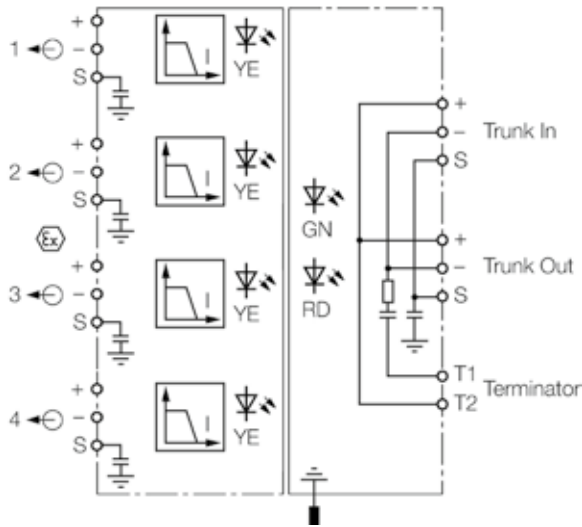 +
1 -
S
I
YE
+
2 -
S
I
YE
Ex
+
3 -
S
I
YE
+
4 -
S
I
YE
GN
RD
+
- Trunk In
S
+
- Trunk Out
S
T1
Terminator
T2